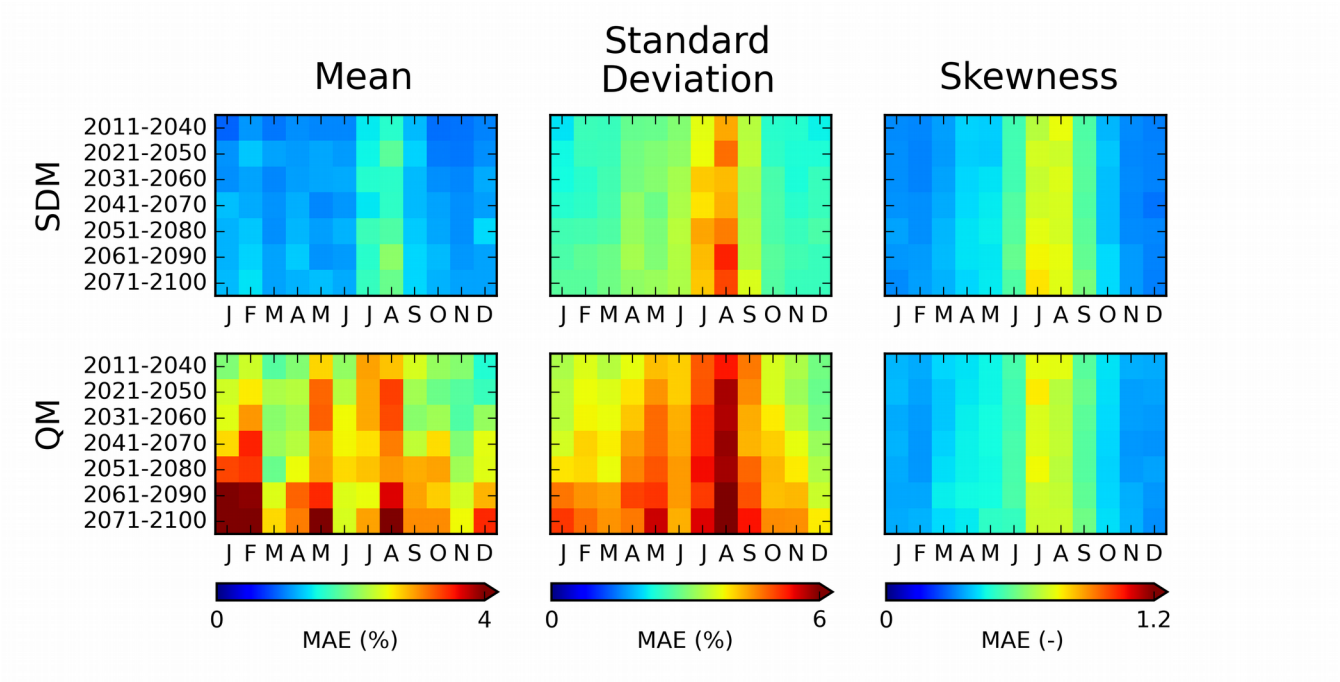 Mean
Standard
Deviation
Skewness
SDM
2011-2040
2021-2050
2031-2060
2041-2070
2051-2080
2061-2090
2071-2100
J F M A M J J A S O N D
J F M A M J J A S O N D
J F M A M J J A S O N D
QM
2011-2040
2021-2050
2031-2060
2041-2070
2051-2080
2061-2090
2071-2100
J F M A M J J A S O N D
J F M A M J J A S O N D
J F M A M J J A S O N D
0 4
MAE (%)
0 6
MAE (%)
0 1.2
MAE (-)